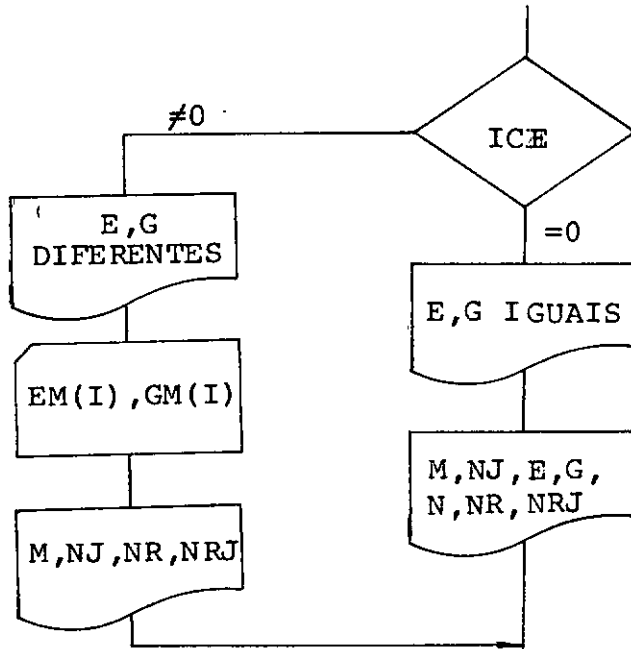 ≠0
ICE
E,G
DIFERENTES
=0
E,G IGUAIS
EM(I),GM(I)
M,NJ,E,G,
N,NR,NRJ
M,NJ,NR,NRJ